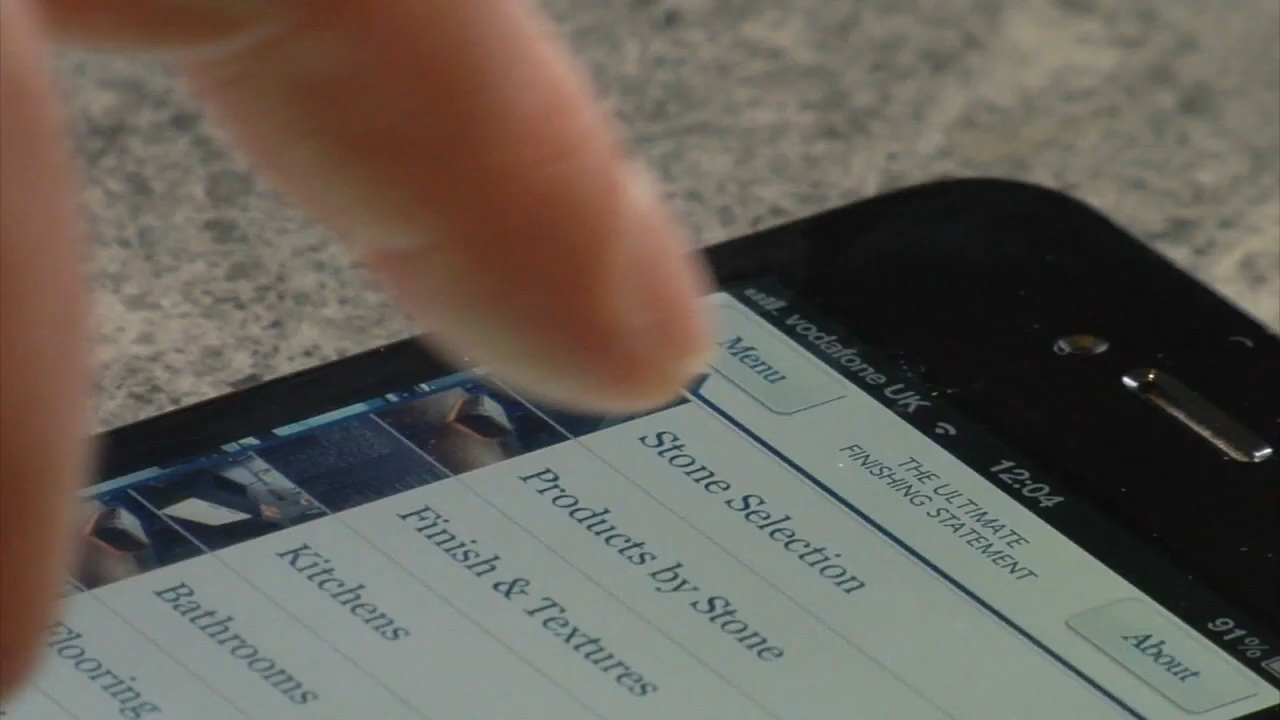 vodafone UK 12:04 91%
Menu
THE ULTIMATE
FINISHING STATEMENT
About
Stone Selection
Products by Stone
Finish & Textures
Kitchens
Bathrooms
Flooring